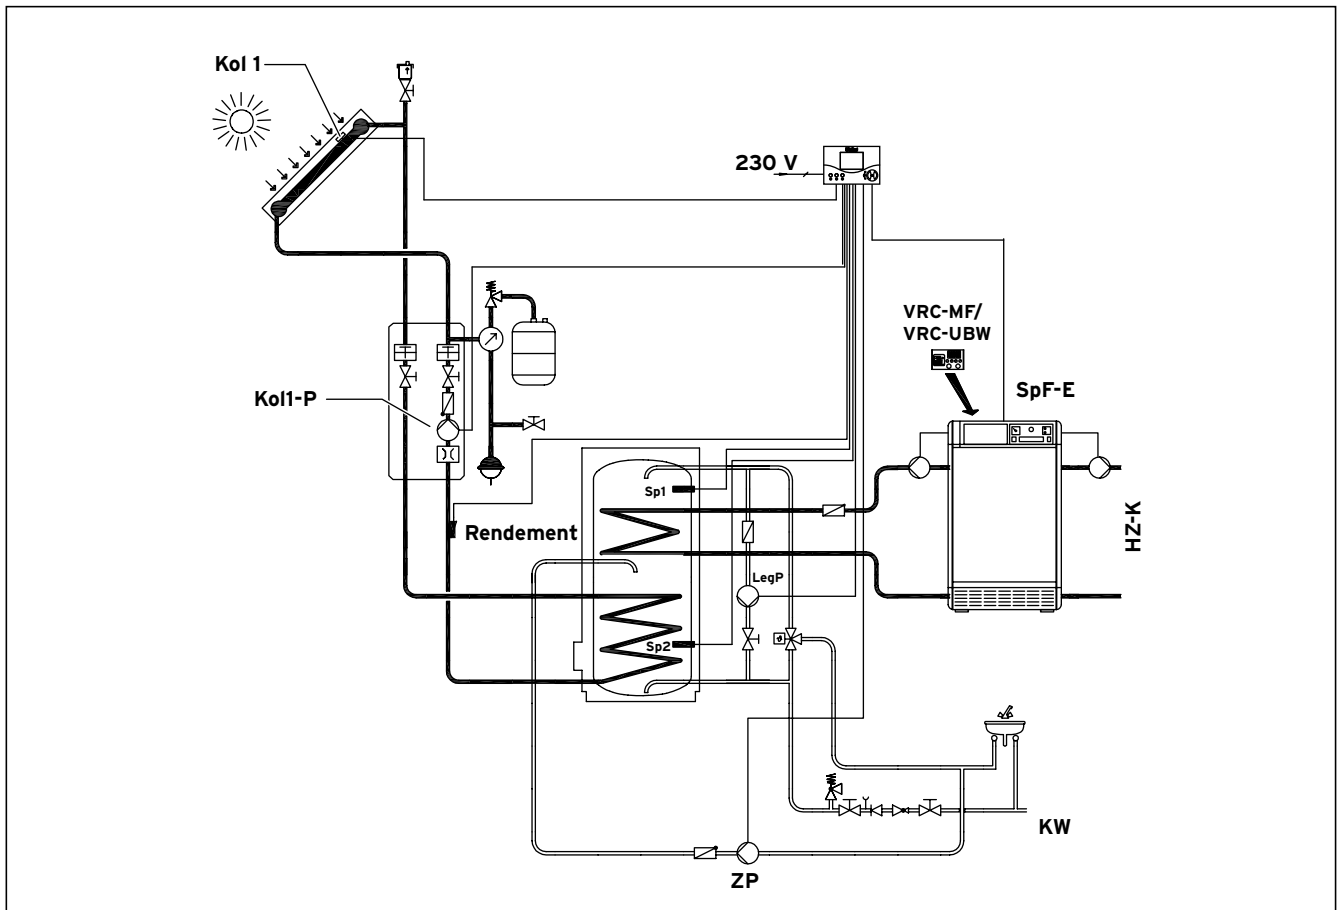 Kol 1
230 V
VRC-MF/
VRC-UBW
SpF-E
Kol1-P
Sp1
Rendement
HZ-K
LegP
Sp2
KW
ZP